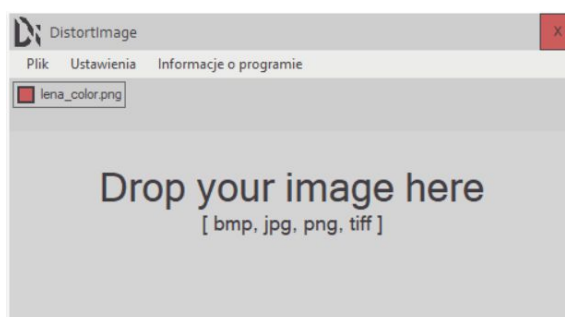 DistortImage
X
Plik Ustawienia Informacje o programie
lena_color.png
Drop your image here
[ bmp, jpg, png, tiff ]